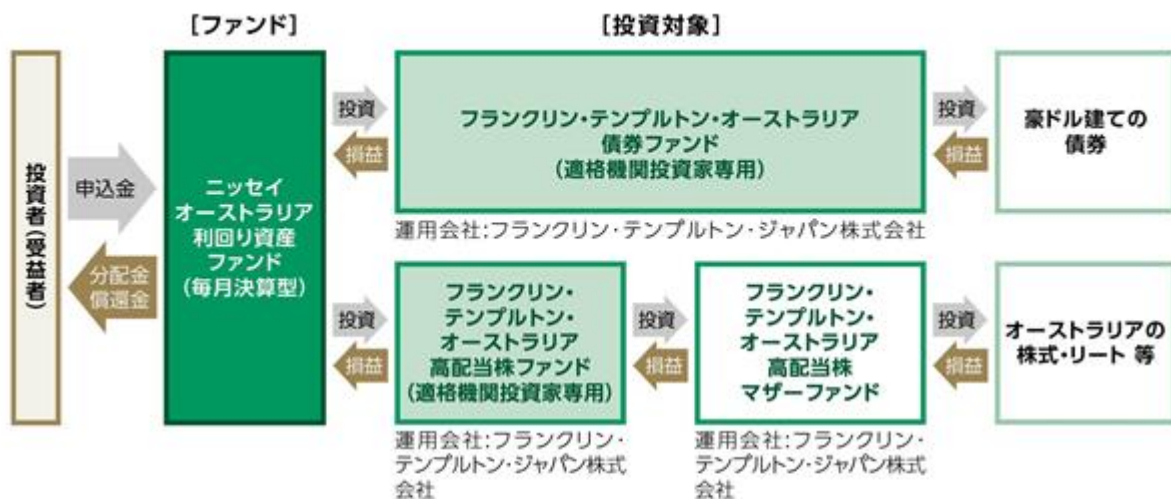 ［ファンド］
［投資対象］
投資者（受益者）
申込金
分配金
償還金
ニッセイ
オーストラリア
利回り資産
ファンド
（毎月決算型）
投資
損益
フランクリン・テンプルトン・オーストラリア
債券ファンド
（適格機関投資家専用）
運用会社：フランクリン・テンプルトン・ジャパン株式会社
投資
損益
豪ドル建ての
債券
投資
損益
フランクリン・
テンプルトン・
オーストラリア
高配当株ファンド
（適格機関投資家専用）
運用会社：フランクリン・
テンプルトン・ジャパン株式
会社
投資
損益
フランクリン・
テンプルトン・
オーストラリア
高配当株
マザーファンド
運用会社：フランクリン・
テンプルトン・ジャパン株式
会社
投資
損益
オーストラリアの
株式・リート 等